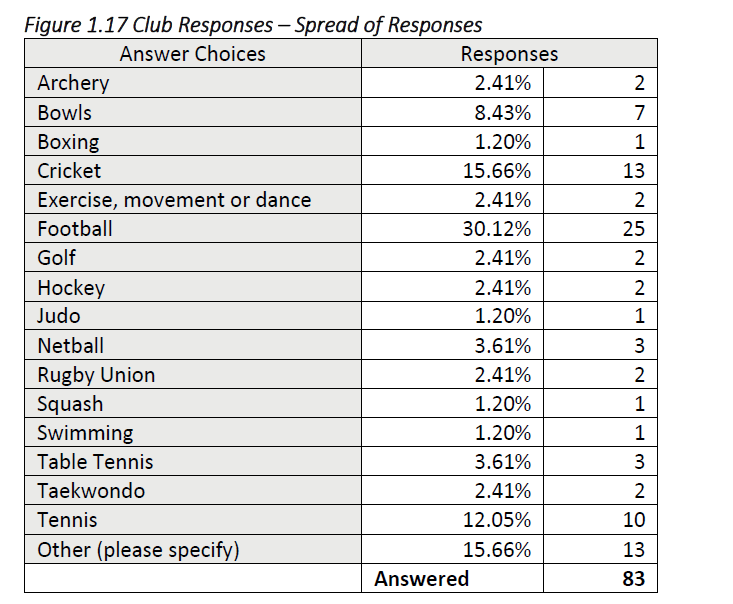 Figure 1.17 Club Responses – Spread of Responses
Answer Choices Responses
Archery 2.41% 2
Bowls 8.43% 7
Boxing 1.20% 1
Cricket 15.66% 13
Exercise, movement or dance 2.41% 2
Football 30.12% 25
Golf 2.41% 2
Hockey 2.41% 2
Judo 1.20% 1
Netball 3.61% 3
Rugby Union 2.41% 2
Squash 1.20% 1
Swimming 1.20% 1
Table Tennis 3.61% 3
Taekwondo 2.41% 2
Tennis 12.05% 10
Other (please specify) 15.66% 13
Answered 83